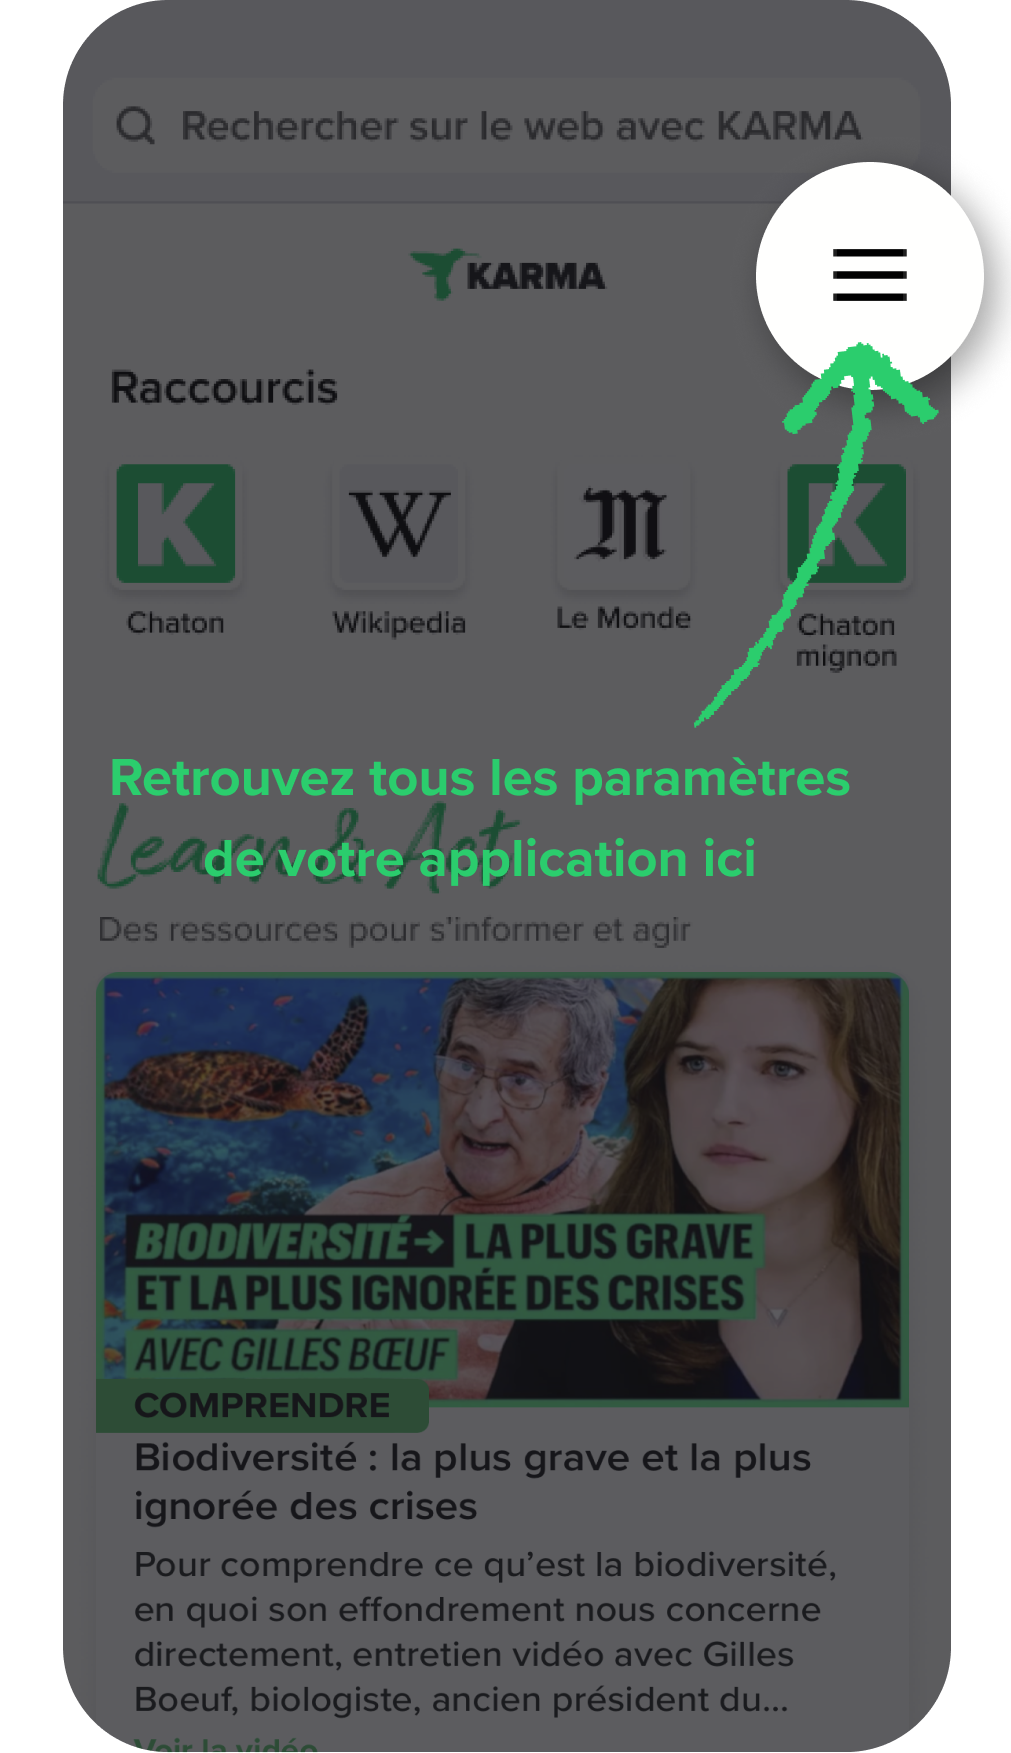 Rechercher sur le web avec KARMA
KARMA
Raccourcis
K
W
M
K
Chaton
Wikipedia
Le Monde
Chaton
mignon
Retrouvez tous les paramètres
Learn & Act
de votre application ici
Des ressources pour s'informer et agir
BIODIVERSITÉ→ LA PLUS GRAVE
ET LA PLUS IGNORÉE DES CRISES
AVEC GILLES BŒUF
COMPRENDRE
Biodiversité : la plus grave et la plus
ignorée des crises
Pour comprendre ce qu’est la biodiversité,
en quoi son effondrement nous concerne
directement, entretien vidéo avec Gilles
Boeuf, biologiste, ancien président du...
Voir la vidéo